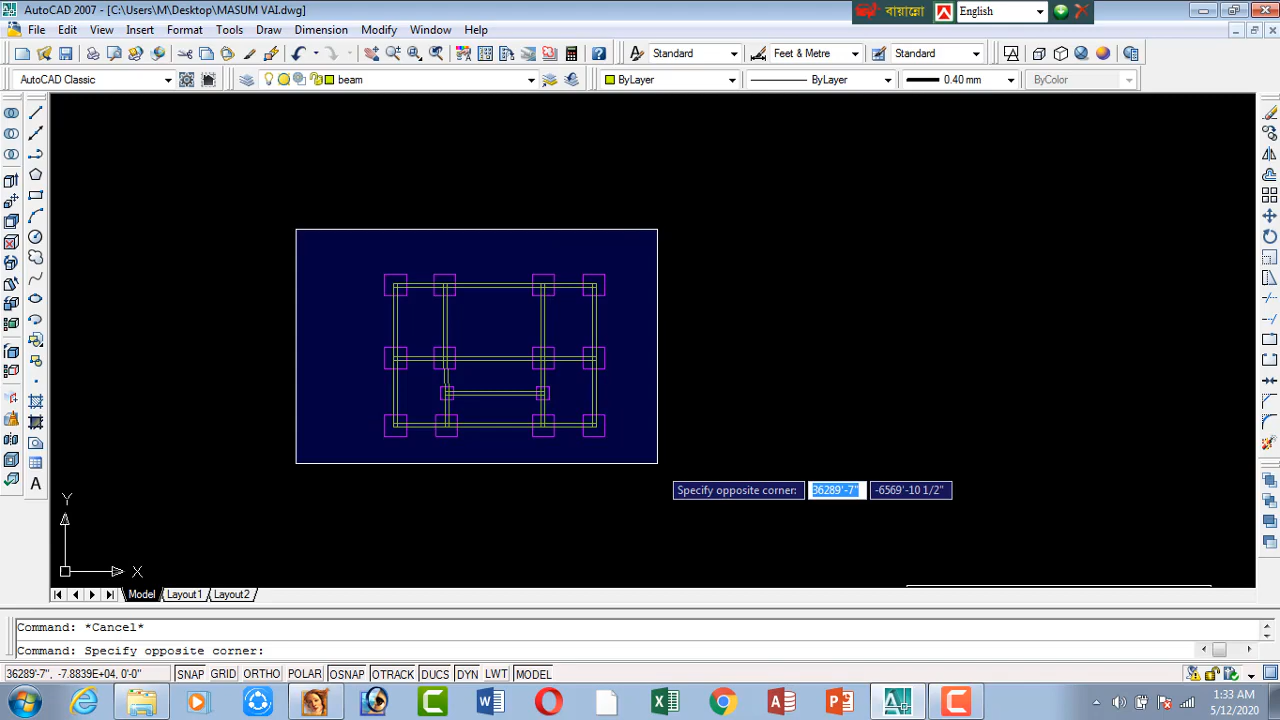 AutoCAD 2007 - [C:\Users\M\Desktop\MASUM VAI.dwg]
বায়ান্নো English
File Edit View Insert Format Tools Draw Dimension Modify Window Help
Standard Feet & Metre Standard
AutoCAD Classic beam ByLayer ByLayer 0.40 mm ByColor
A
Specify opposite corner: 36289'-7" -6569'-10 1/2"
Y
X
Model Layout1 Layout2
Command: *Cancel*
Command: Specify opposite corner:
36289'-7", -7.8839E+04, 0'-0" SNAP GRID ORTHO POLAR OSNAP OTRACK DUCS DYN LWT MODEL
1:33 AM
5/12/2020